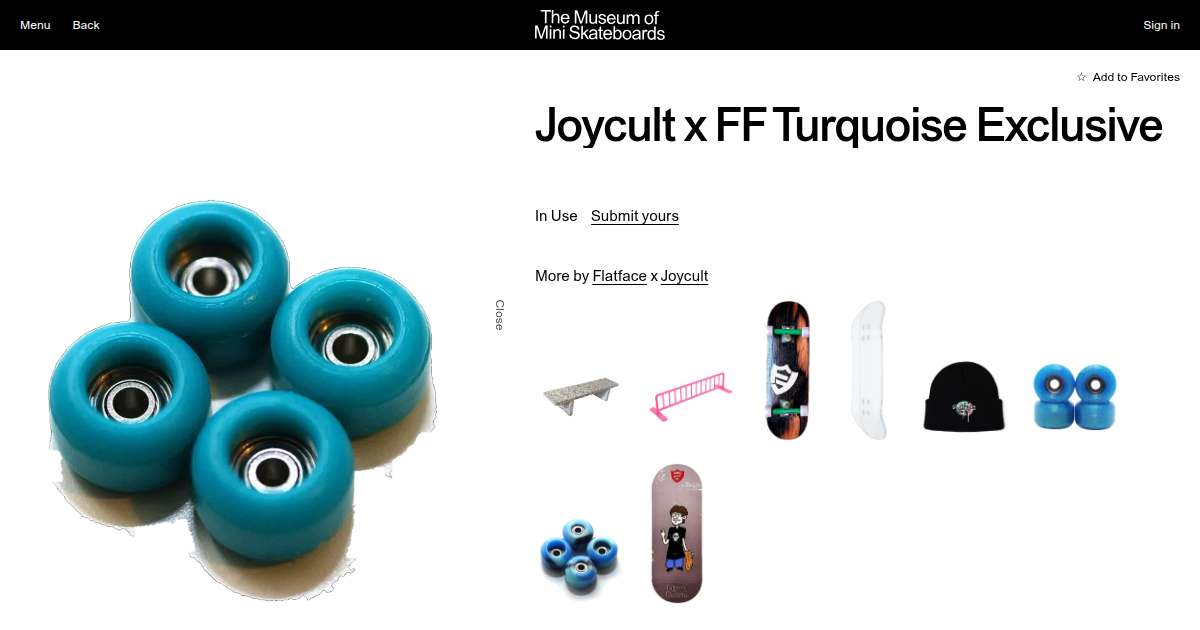 Menu
Back
The Museum of
Mini Skateboards
Sign in
☆ Add to Favorites
Joycult x FF Turquoise Exclusive
In Use Submit yours
More by Flatface x Joycult
Close